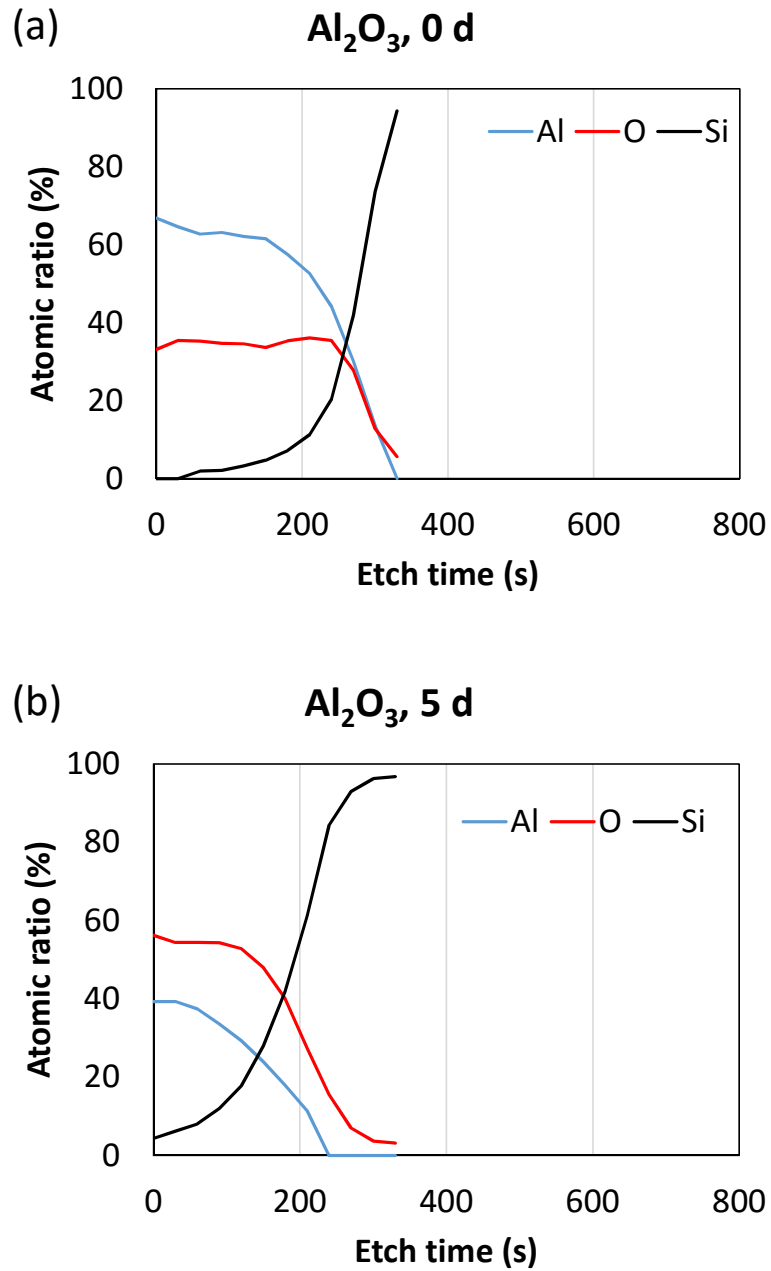 (a)
Al₂O₃, 0 d
100
80
60
40
20
0
Al O Si
Atomic ratio (%)
0 200 400 600 800
Etch time (s)
(b)
Al₂O₃, 5 d
100
80
60
40
20
0
Al O Si
Atomic ratio (%)
0 200 400 600 800
Etch time (s)